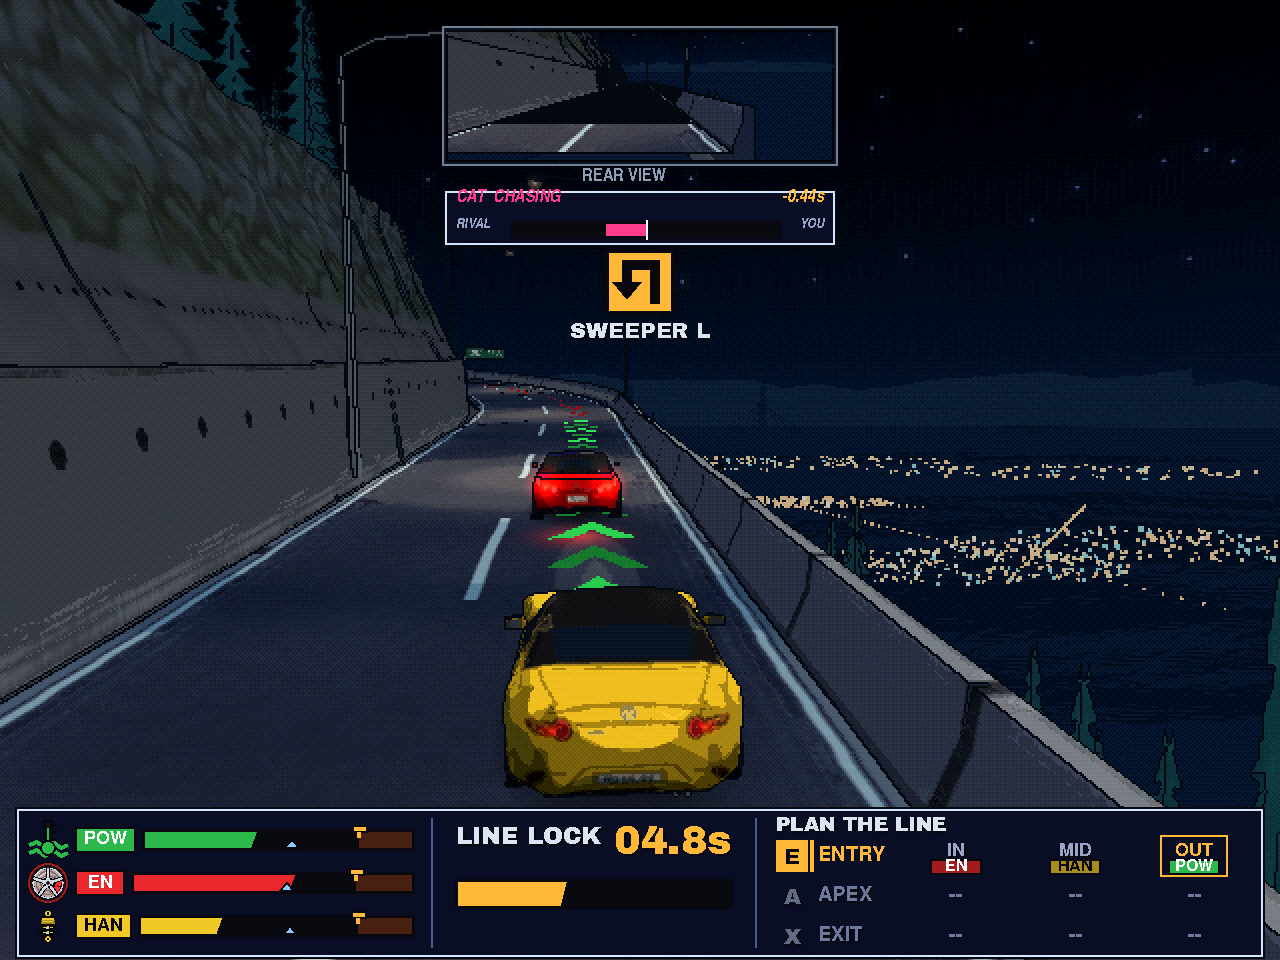 REAR VIEW
CAT CHASING -0.44s
RIVAL YOU
SWEEPER L
POW
EN
HAN
LINE LOCK 04.8s
PLAN THE LINE
E ENTRY IN EN MID HAN OUT POW
A APEX -- -- --
X EXIT -- -- --